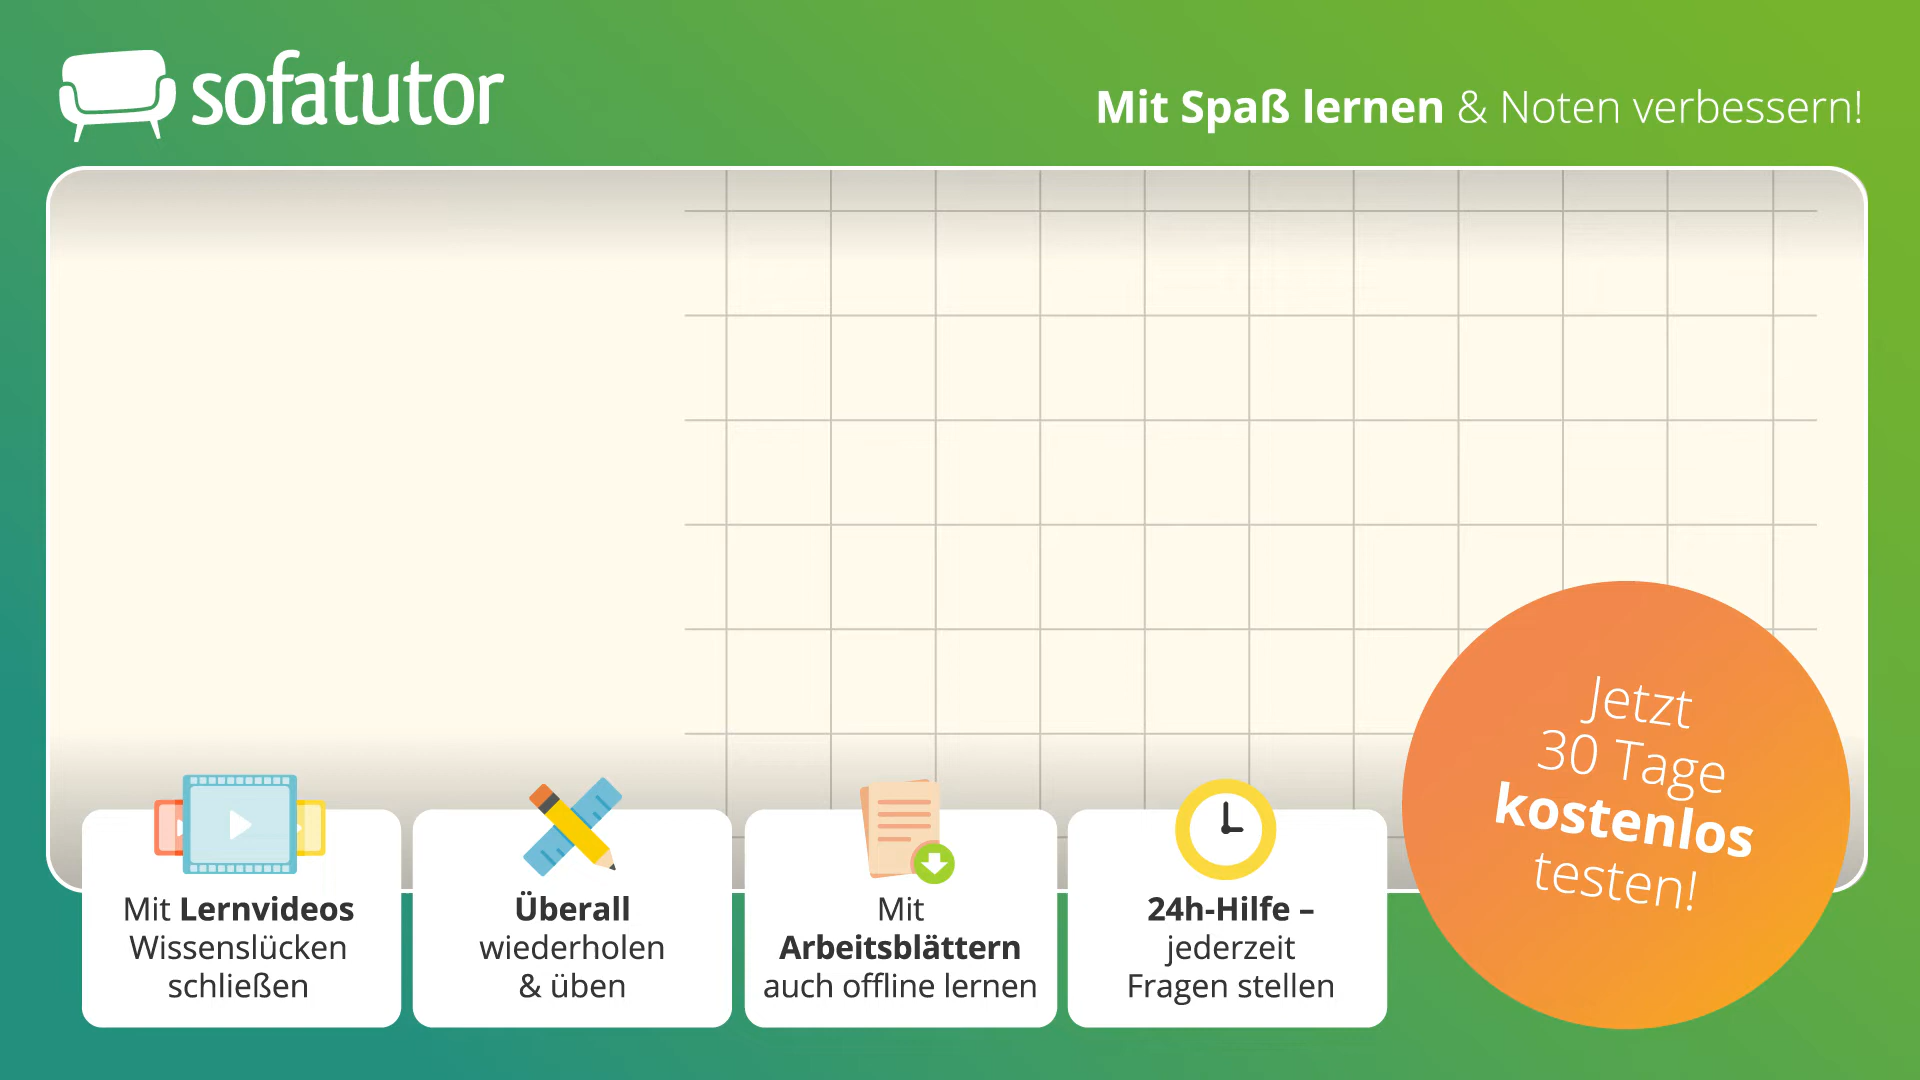 sofatutor
Mit Spaß lernen & Noten verbessern!
Jetzt
30 Tage
kostenlos
testen!
Mit Lernvideos
Wissenslücken
schließen
Überall
wiederholen
& üben
Mit
Arbeitsblättern
auch offline lernen
24h-Hilfe –
jederzeit
Fragen stellen